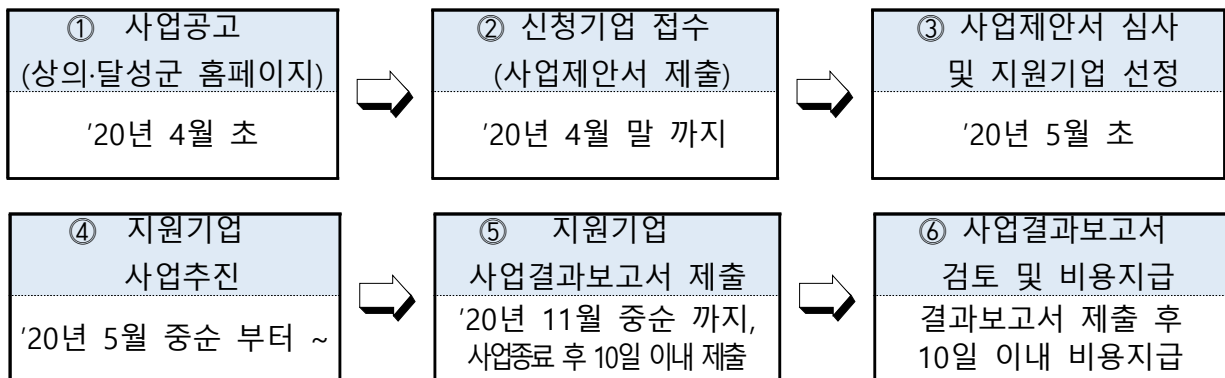 ① 사업공고
(상의·달성군 홈페이지)
'20년 4월 초
② 신청기업 접수
(사업제안서 제출)
'20년 4월 말 까지
③ 사업제안서 심사
및 지원기업 선정
'20년 5월 초
④ 지원기업
사업추진
'20년 5월 중순 부터 ~
⑤ 지원기업
사업결과보고서 제출
'20년 11월 중순 까지,
사업종료 후 10일 이내 제출
⑥ 사업결과보고서
검토 및 비용지급
결과보고서 제출 후
10일 이내 비용지급